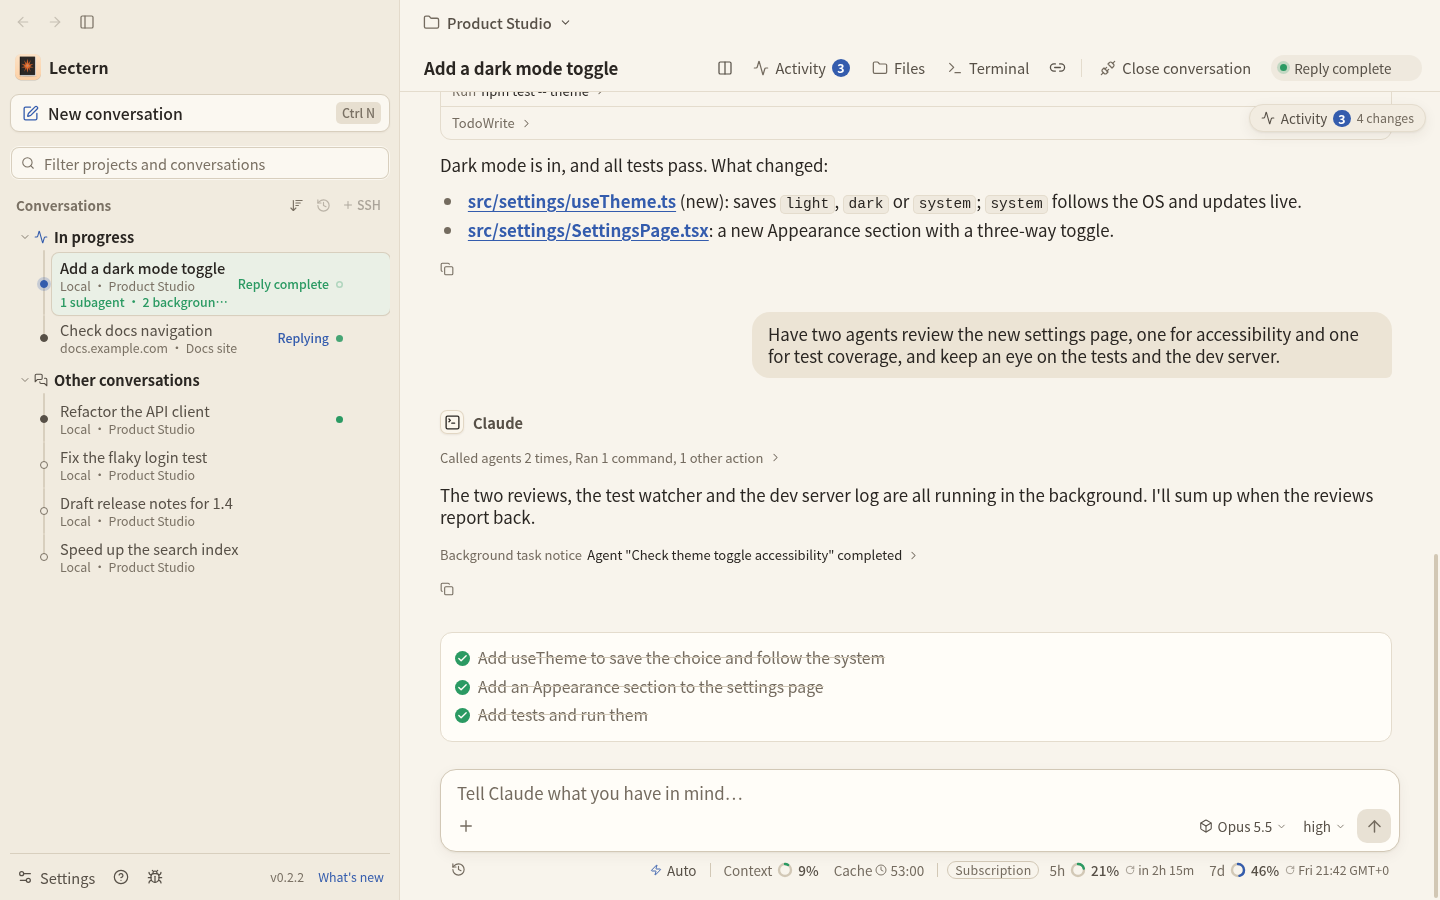 Product Studio
Lectern
Add a dark mode toggle
Activity 3
Files
Terminal
Close conversation
Reply complete
New conversation
Ctrl N
Run npm test -- theme
Activity 3 4 changes
TodoWrite
Filter projects and conversations
Dark mode is in, and all tests pass. What changed:
src/settings/useTheme.ts (new): saves light, dark or system; system follows the OS and updates live.
src/settings/SettingsPage.tsx: a new Appearance section with a three-way toggle.
Conversations
+ SSH
In progress
Add a dark mode toggle
Local • Product Studio
Reply complete
1 subagent • 2 backgroun···
Check docs navigation
docs.example.com • Docs site
Replying
Other conversations
Refactor the API client
Local • Product Studio
Fix the flaky login test
Local • Product Studio
Draft release notes for 1.4
Local • Product Studio
Speed up the search index
Local • Product Studio
Have two agents review the new settings page, one for accessibility and one
for test coverage, and keep an eye on the tests and the dev server.
Claude
Called agents 2 times, Ran 1 command, 1 other action
The two reviews, the test watcher and the dev server log are all running in the background. I'll sum up when the reviews
report back.
Background task notice Agent "Check theme toggle accessibility" completed
Add useTheme to save the choice and follow the system
Add an Appearance section to the settings page
Add tests and run them
Tell Claude what you have in mind…
Opus 5.5
high
Settings
v0.2.2
What's new
Auto
Context 9%
Cache 53:00
Subscription
5h 21% in 2h 15m
7d 46% Fri 21:42 GMT+0